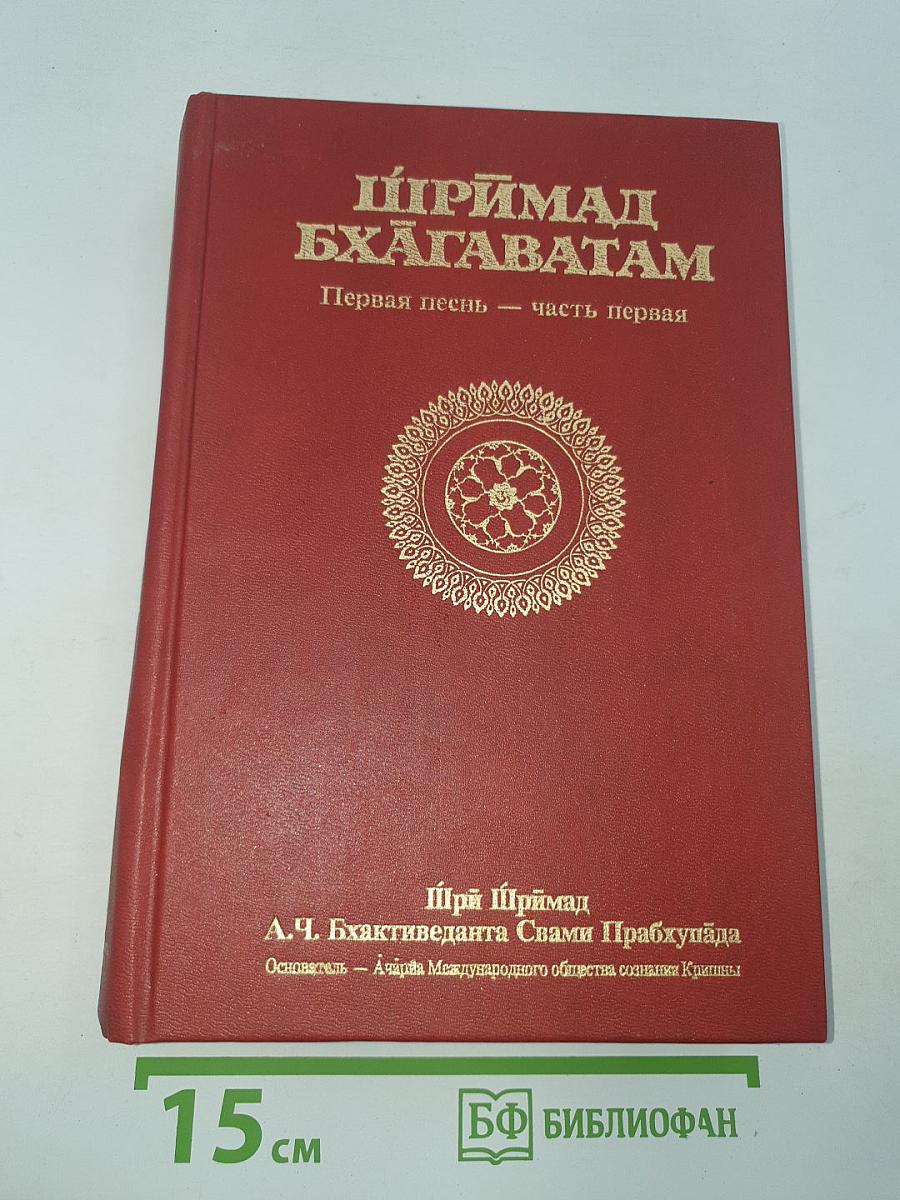 Ш́РӢМАД
БХА̄ГАВАТАМ
Первая песнь — часть первая
Ш́рӣ Ш́рӣмад
А.Ч. Бхактиведанта Свами Прабхупа̄да
Основатель — А́ча́рйа Международного общества сознания Кришны
15 см
БФ БИБЛИОФАН